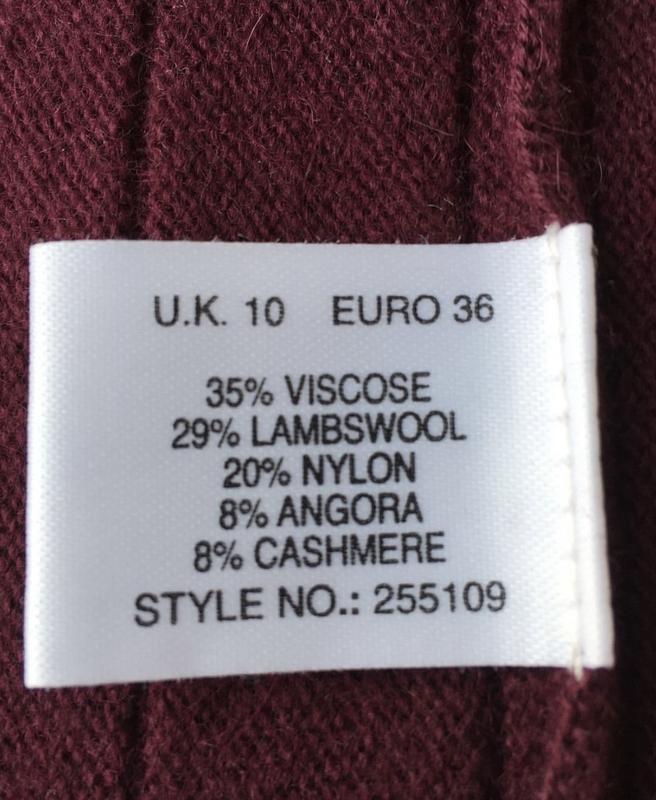 U.K. 10 EURO 36
35% VISCOSE
29% LAMBSWOOL
20% NYLON
8% ANGORA
8% CASHMERE
STYLE NO.: 255109